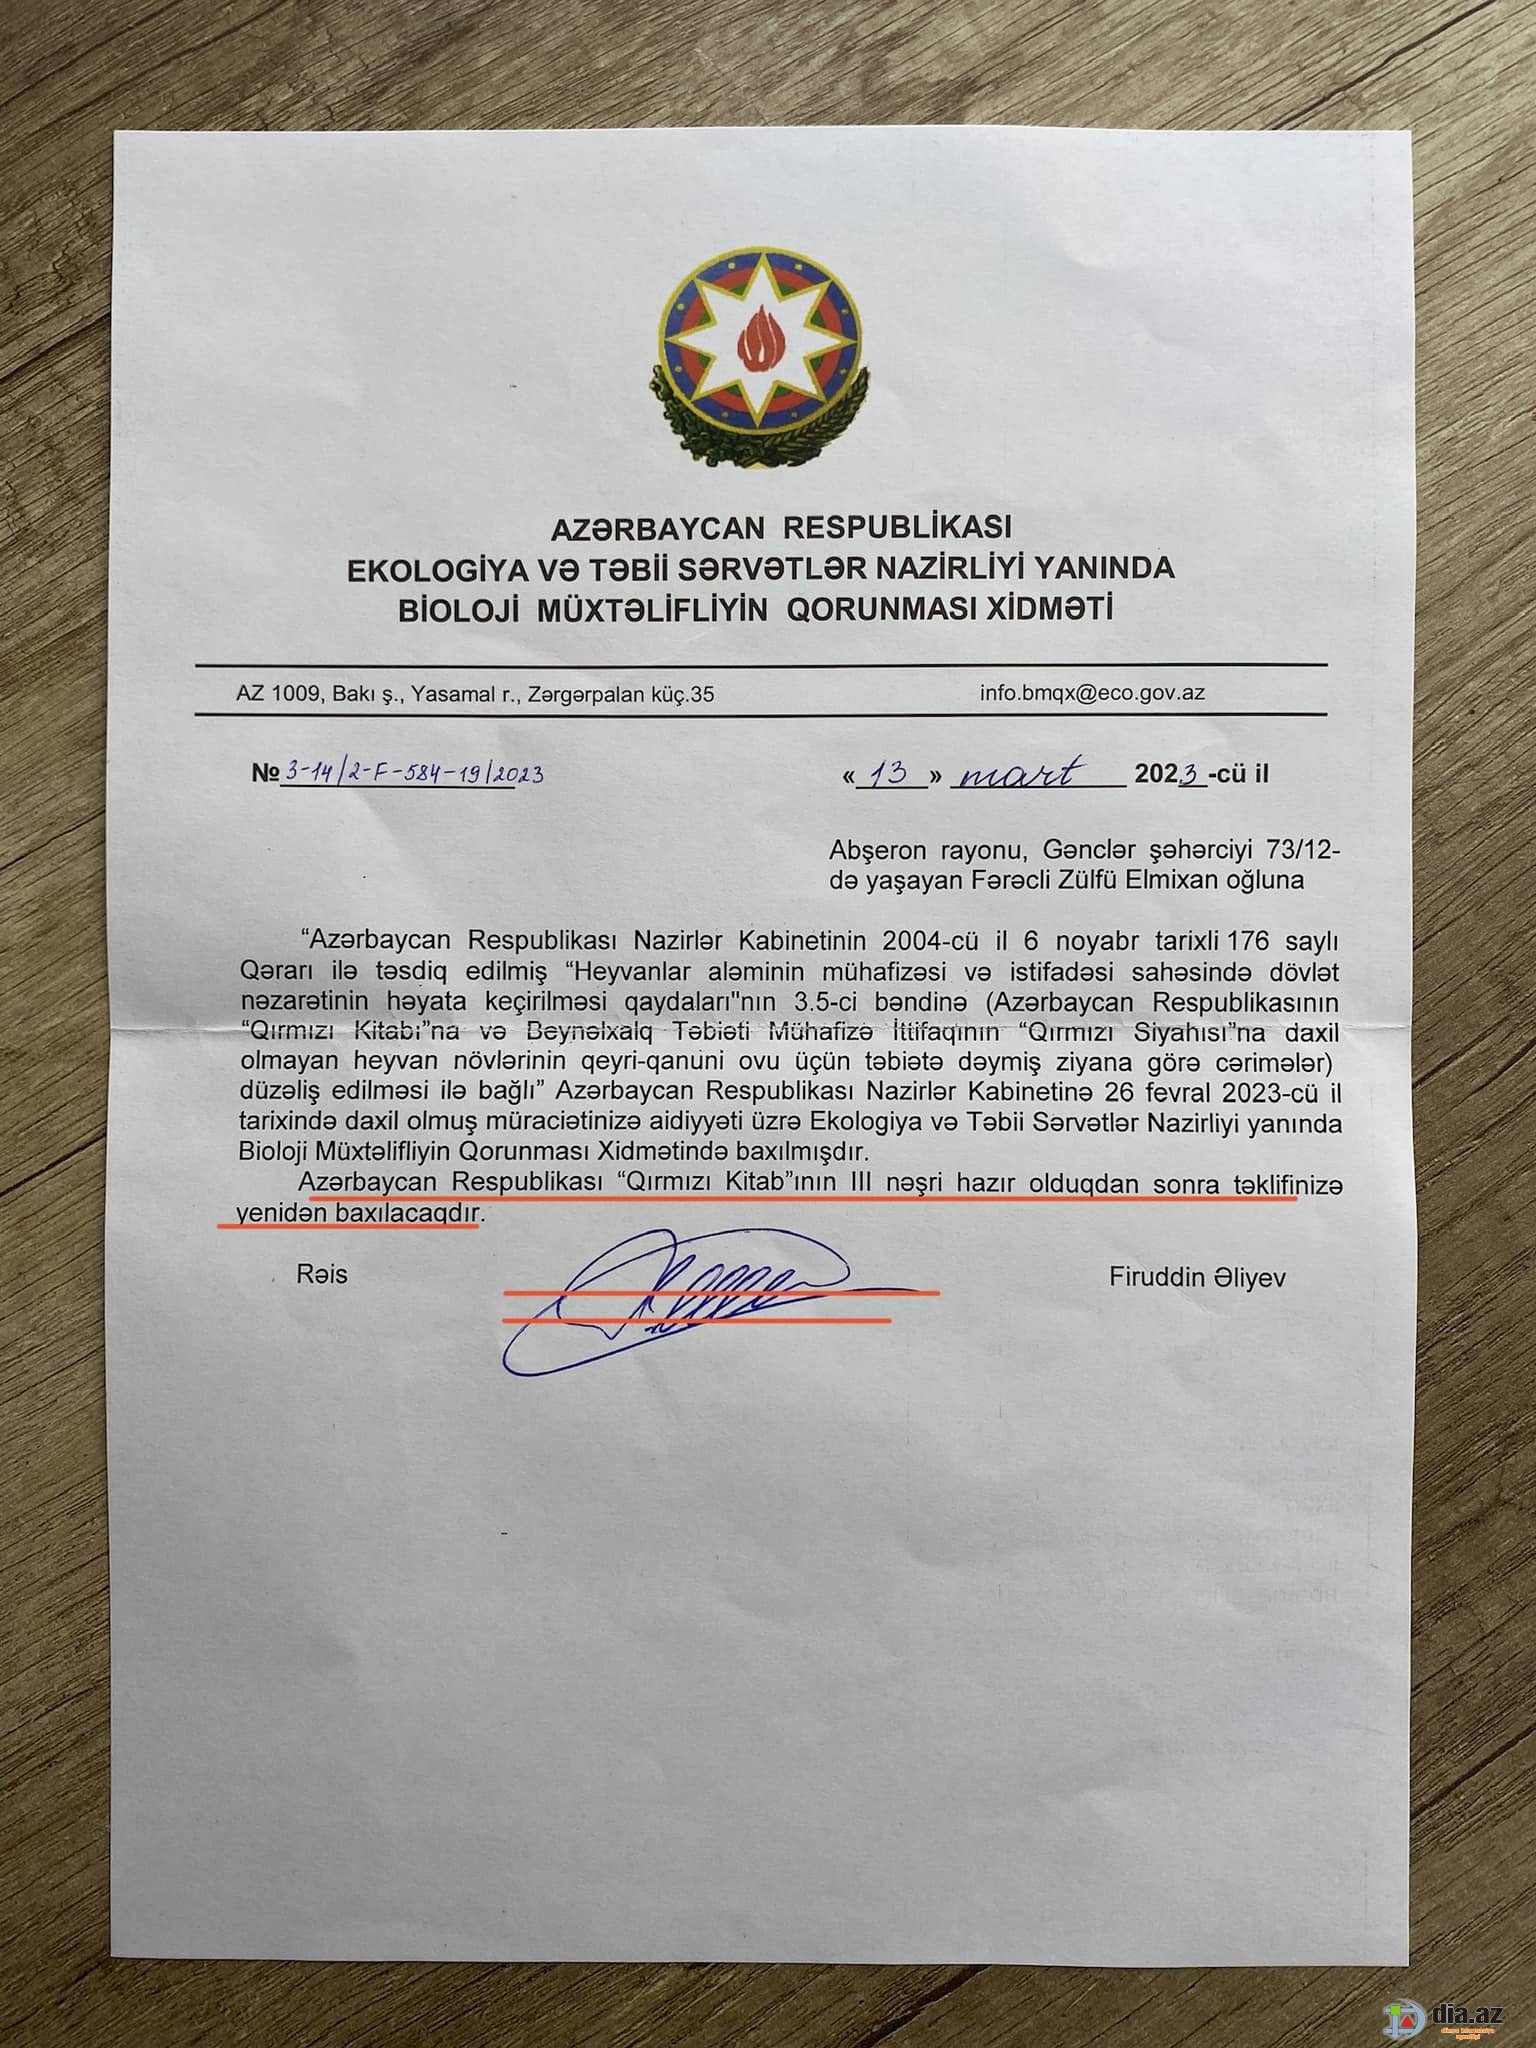 AZƏRBAYCAN RESPUBLİKASI
EKOLOGİYA VƏ TƏBİİ SƏRVƏTLƏR NAZİRLİYİ YANINDA
BİOLOJİ MÜXTƏLİFLİYİN QORUNMASI XİDMƏTİ
AZ 1009, Bakı ş., Yasamal r., Zərgərpalan küç.35 info.bmqx@eco.gov.az
№ 3-14/2-F-584-19/2023 «13» mart 2023-cü il
Abşeron rayonu, Gənclər şəhərciyi 73/12-
də yaşayan Fərəcli Zülfü Elmixan oğluna
“Azərbaycan Respublikası Nazirlər Kabinetinin 2004-cü il 6 noyabr tarixli 176 saylı
Qərarı ilə təsdiq edilmiş “Heyvanlar aləminin mühafizəsi və istifadəsi sahəsində dövlət
nəzarətinin həyata keçirilməsi qaydaları"nın 3.5-ci bəndinə (Azərbaycan Respublikasının
“Qırmızı Kitabı”na və Beynəlxalq Təbiəti Mühafizə İttifaqının “Qırmızı Siyahısı”na daxil
olmayan heyvan növlərinin qeyri-qanuni ovu üçün təbiətə dəymiş ziyana görə cərimələr)
düzəliş edilməsi ilə bağlı” Azərbaycan Respublikası Nazirlər Kabinetinə 26 fevral 2023-cü il
tarixində daxil olmuş müraciətinizə aidiyyəti üzrə Ekologiya və Təbii Sərvətlər Nazirliyi yanında
Bioloji Müxtəlifliyin Qorunması Xidmətində baxılmışdır.
Azərbaycan Respublikası “Qırmızı Kitab”ının III nəşri hazır olduqdan sonra təklifinizə
yenidən baxılacaqdır.
Rəis Firuddin Əliyev
dia.az